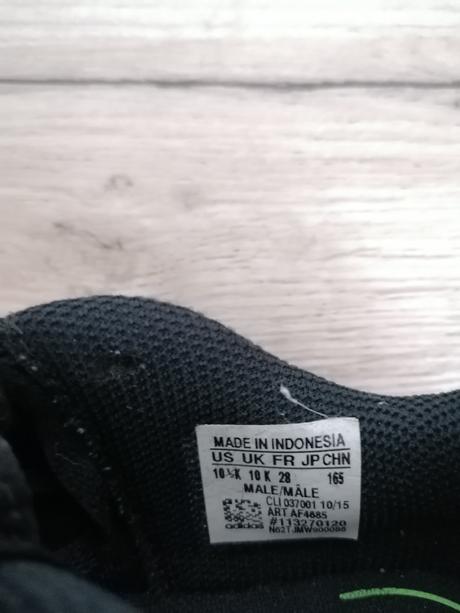 MADE IN INDONESIA
US UK FR JP CHN
10½K 10 K 28 165
MALE/MÂLE
CLI 037001 10/15
ART AF4685
#113270120
adidas